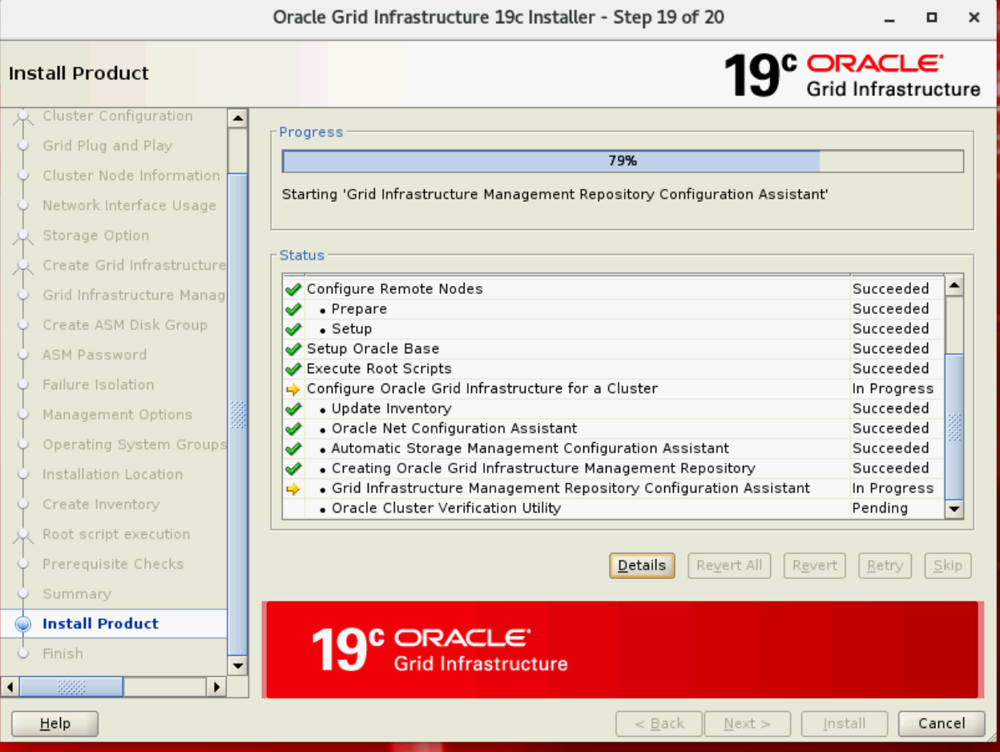 Oracle Grid Infrastructure 19c Installer - Step 19 of 20
Install Product
19c ORACLE
Grid Infrastructure
Cluster Configuration
Grid Plug and Play
Cluster Node Information
Network Interface Usage
Storage Option
Create Grid Infrastructure
Grid Infrastructure Manag
Create ASM Disk Group
ASM Password
Failure Isolation
Management Options
Operating System Groups
Installation Location
Create Inventory
Root script execution
Prerequisite Checks
Summary
Install Product
Finish
Progress
79%
Starting 'Grid Infrastructure Management Repository Configuration Assistant'
Status
Configure Remote Nodes Succeeded
• Prepare Succeeded
• Setup Succeeded
Setup Oracle Base Succeeded
Execute Root Scripts Succeeded
Configure Oracle Grid Infrastructure for a Cluster In Progress
• Update Inventory Succeeded
• Oracle Net Configuration Assistant Succeeded
• Automatic Storage Management Configuration Assistant Succeeded
• Creating Oracle Grid Infrastructure Management Repository Succeeded
• Grid Infrastructure Management Repository Configuration Assistant In Progress
• Oracle Cluster Verification Utility Pending
Details Revert All Revert Retry Skip
19c ORACLE
Grid Infrastructure
Help < Back Next > Install Cancel